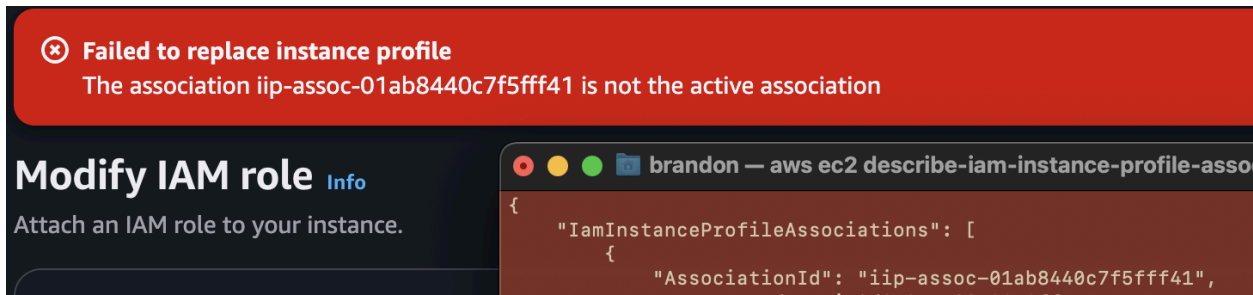 Failed to replace instance profile
The association iip-assoc-01ab8440c7f5fff41 is not the active association
Modify IAM role Info
Attach an IAM role to your instance.
brandon — aws ec2 describe-iam-instance-profile-asso
{
"IamInstanceProfileAssociations": [
{
"AssociationId": "iip-assoc-01ab8440c7f5fff41",